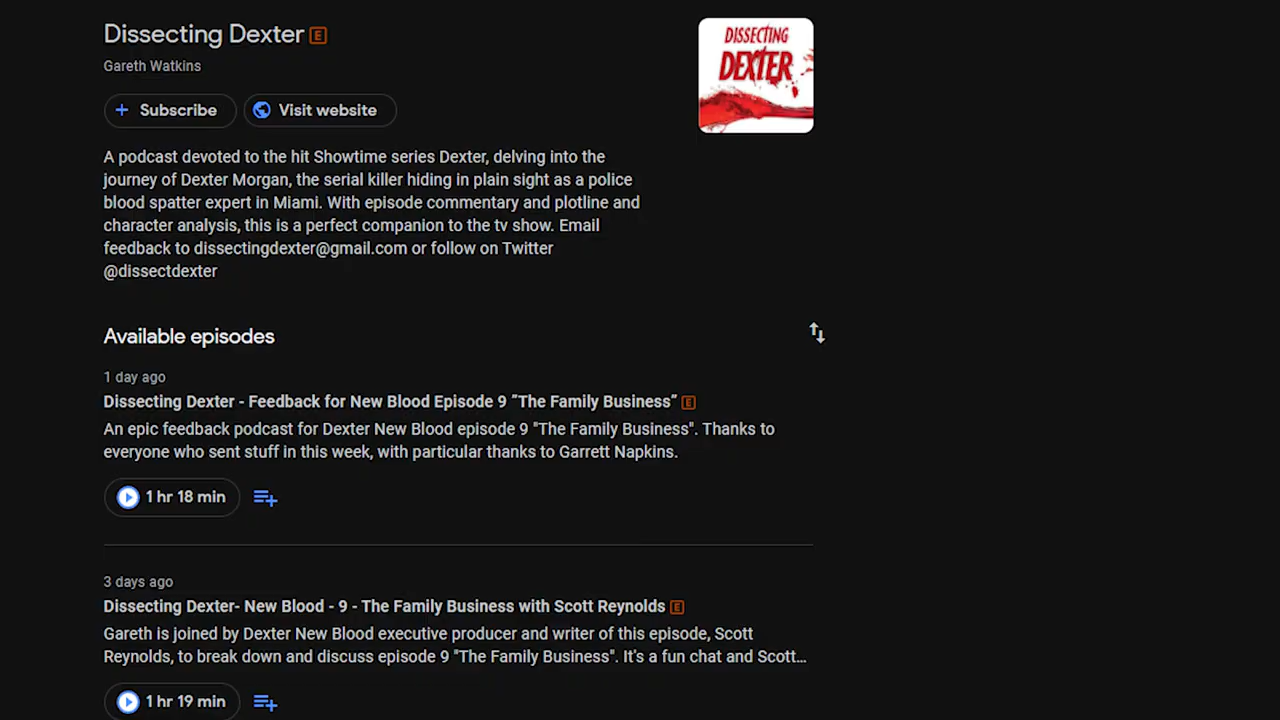 Dissecting Dexter E
Gareth Watkins
Subscribe
Visit website
DISSECTING
DEXTER
A podcast devoted to the hit Showtime series Dexter, delving into the
journey of Dexter Morgan, the serial killer hiding in plain sight as a police
blood spatter expert in Miami. With episode commentary and plotline and
character analysis, this is a perfect companion to the tv show. Email
feedback to dissectingdexter@gmail.com or follow on Twitter
@dissectdexter
Available episodes
1 day ago
Dissecting Dexter - Feedback for New Blood Episode 9 ”The Family Business” E
An epic feedback podcast for Dexter New Blood episode 9 "The Family Business". Thanks to
everyone who sent stuff in this week, with particular thanks to Garrett Napkins.
1 hr 18 min
3 days ago
Dissecting Dexter- New Blood - 9 - The Family Business with Scott Reynolds E
Gareth is joined by Dexter New Blood executive producer and writer of this episode, Scott
Reynolds, to break down and discuss episode 9 "The Family Business". It's a fun chat and Scott...
1 hr 19 min